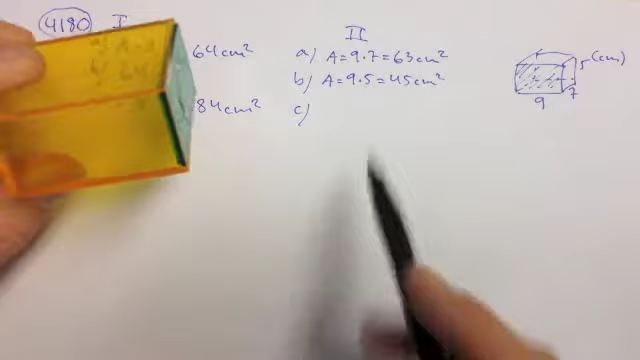 4180 I
64cm²
84cm²
II
a) A=9·7=63cm²
b) A=9·5=45cm²
c)
5 (cm)
7
9